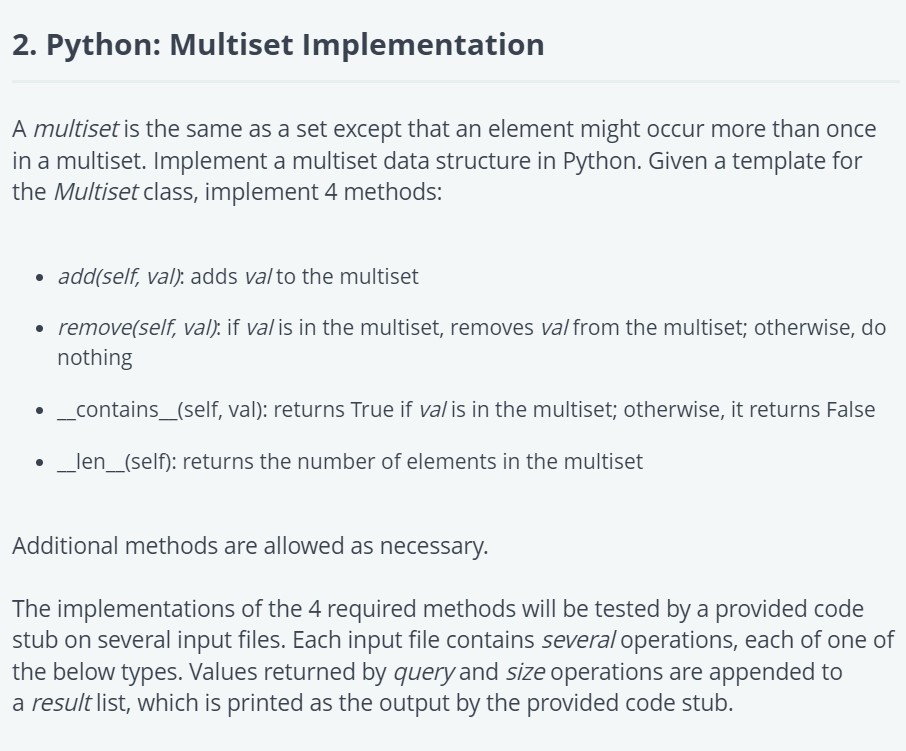 2. Python: Multiset Implementation
A multiset is the same as a set except that an element might occur more than once
in a multiset. Implement a multiset data structure in Python. Given a template for
the Multiset class, implement 4 methods:
• add(self, val): adds val to the multiset
• remove(self, val): if val is in the multiset, removes val from the multiset; otherwise, do
nothing
• __contains__(self, val): returns True if val is in the multiset; otherwise, it returns False
• __len__(self): returns the number of elements in the multiset
Additional methods are allowed as necessary.
The implementations of the 4 required methods will be tested by a provided code
stub on several input files. Each input file contains several operations, each of one of
the below types. Values returned by query and size operations are appended to
a result list, which is printed as the output by the provided code stub.